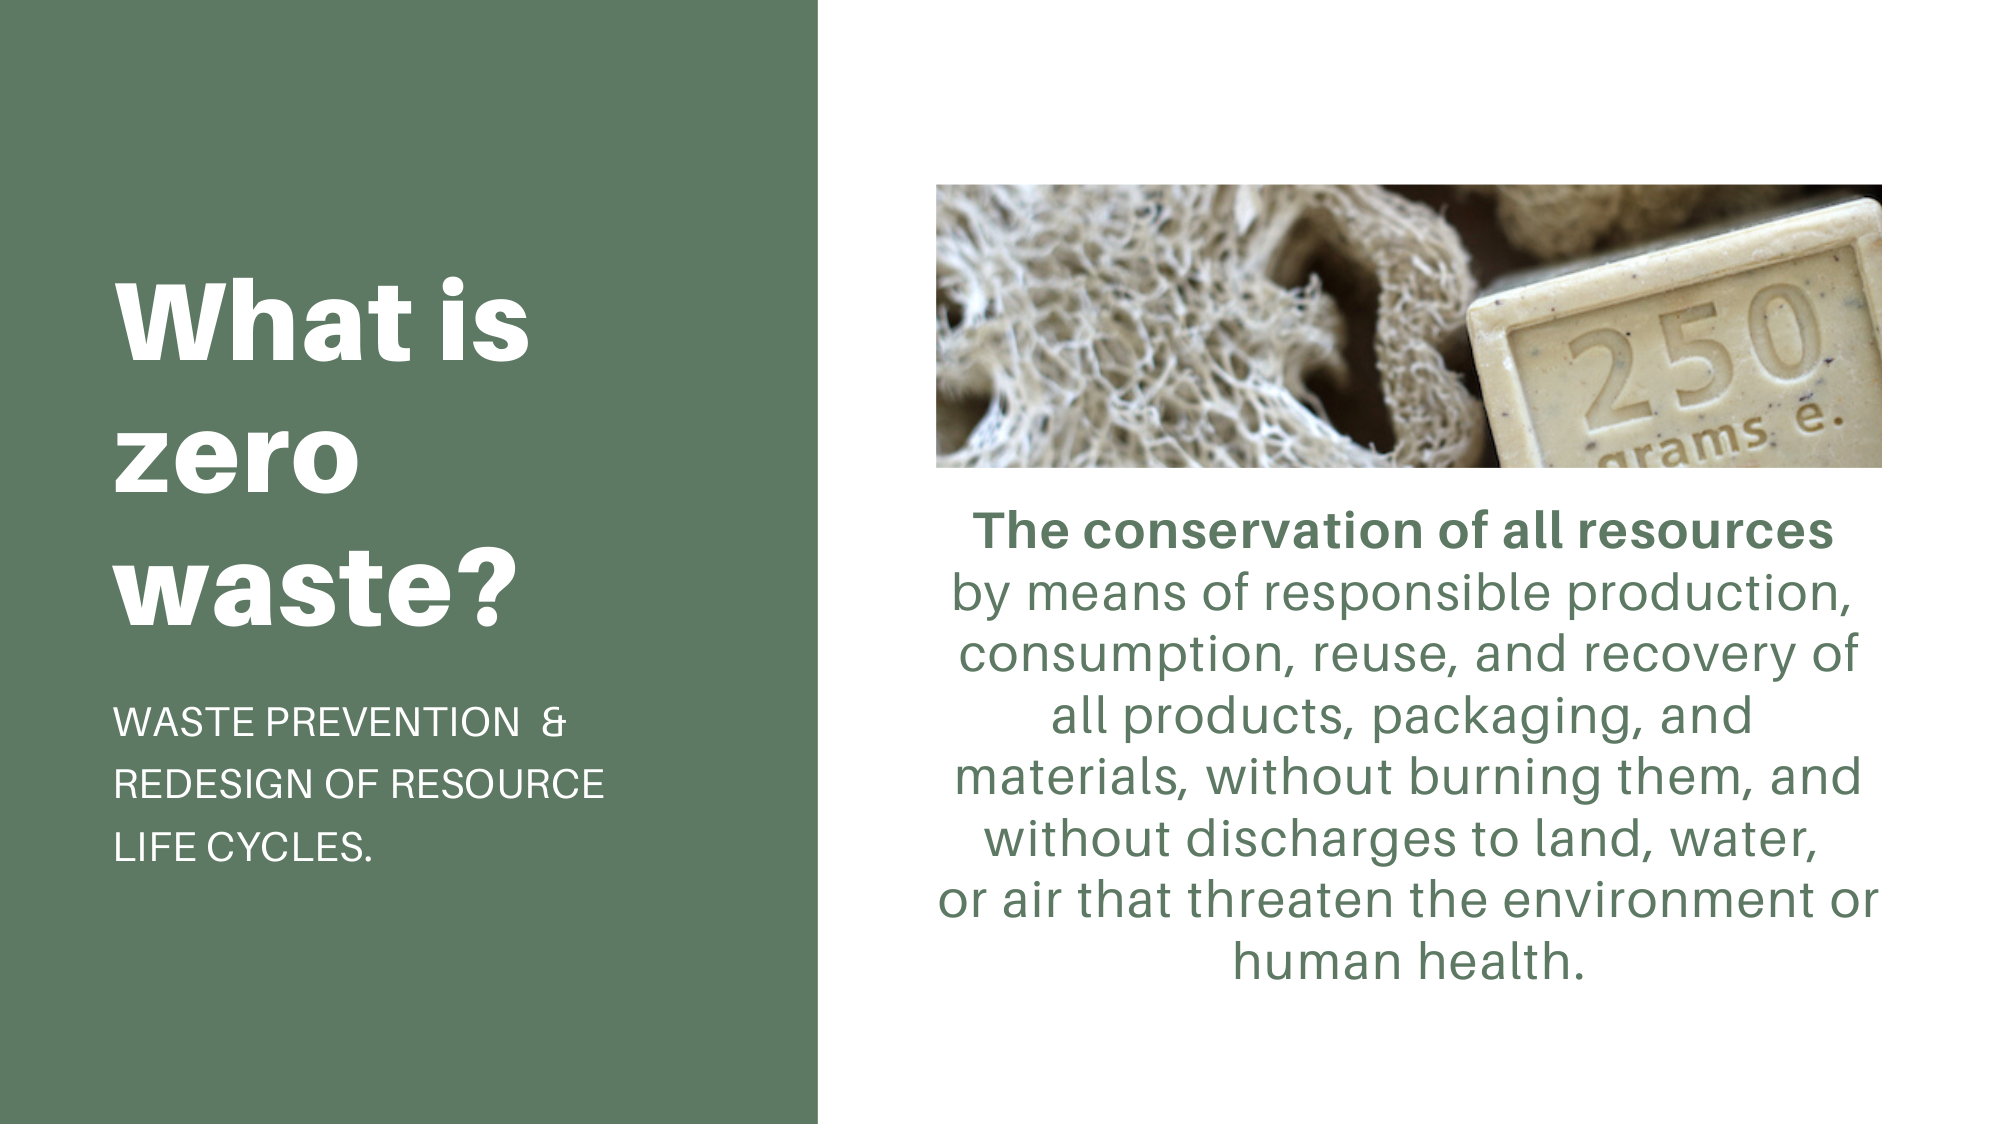 What is
zero
waste?
WASTE PREVENTION &
REDESIGN OF RESOURCE
LIFE CYCLES.
250
grams e.
The conservation of all resources
by means of responsible production,
consumption, reuse, and recovery of
all products, packaging, and
materials, without burning them, and
without discharges to land, water,
or air that threaten the environment or
human health.